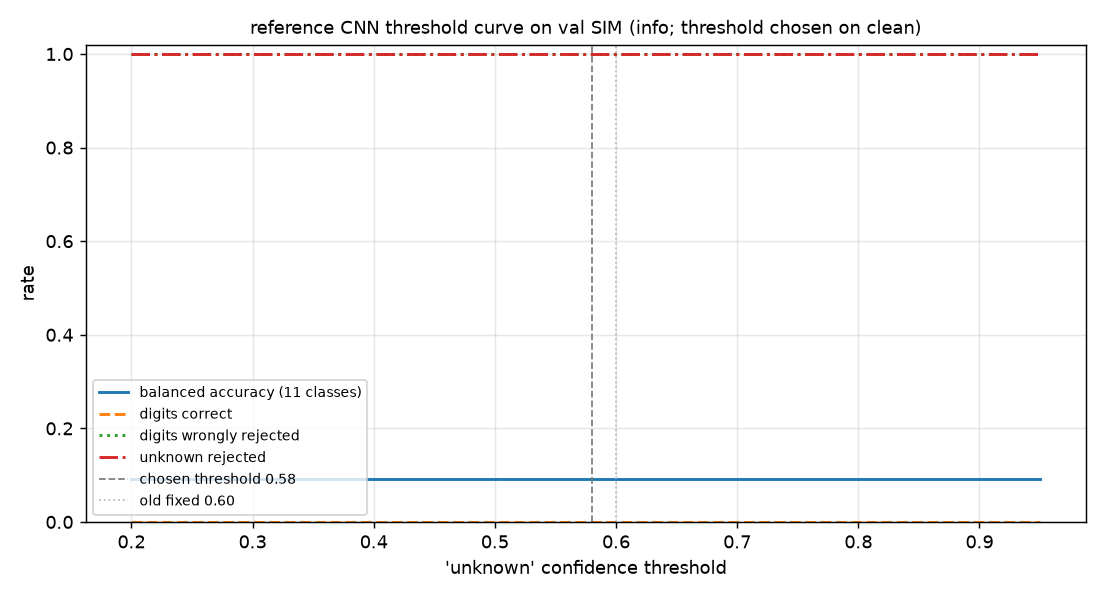 reference CNN threshold curve on val SIM (info; threshold chosen on clean)
1.0
0.8
0.6
0.4
0.2
0.0
rate
balanced accuracy (11 classes)
digits correct
digits wrongly rejected
unknown rejected
chosen threshold 0.58
old fixed 0.60
0.2 0.3 0.4 0.5 0.6 0.7 0.8 0.9
'unknown' confidence threshold